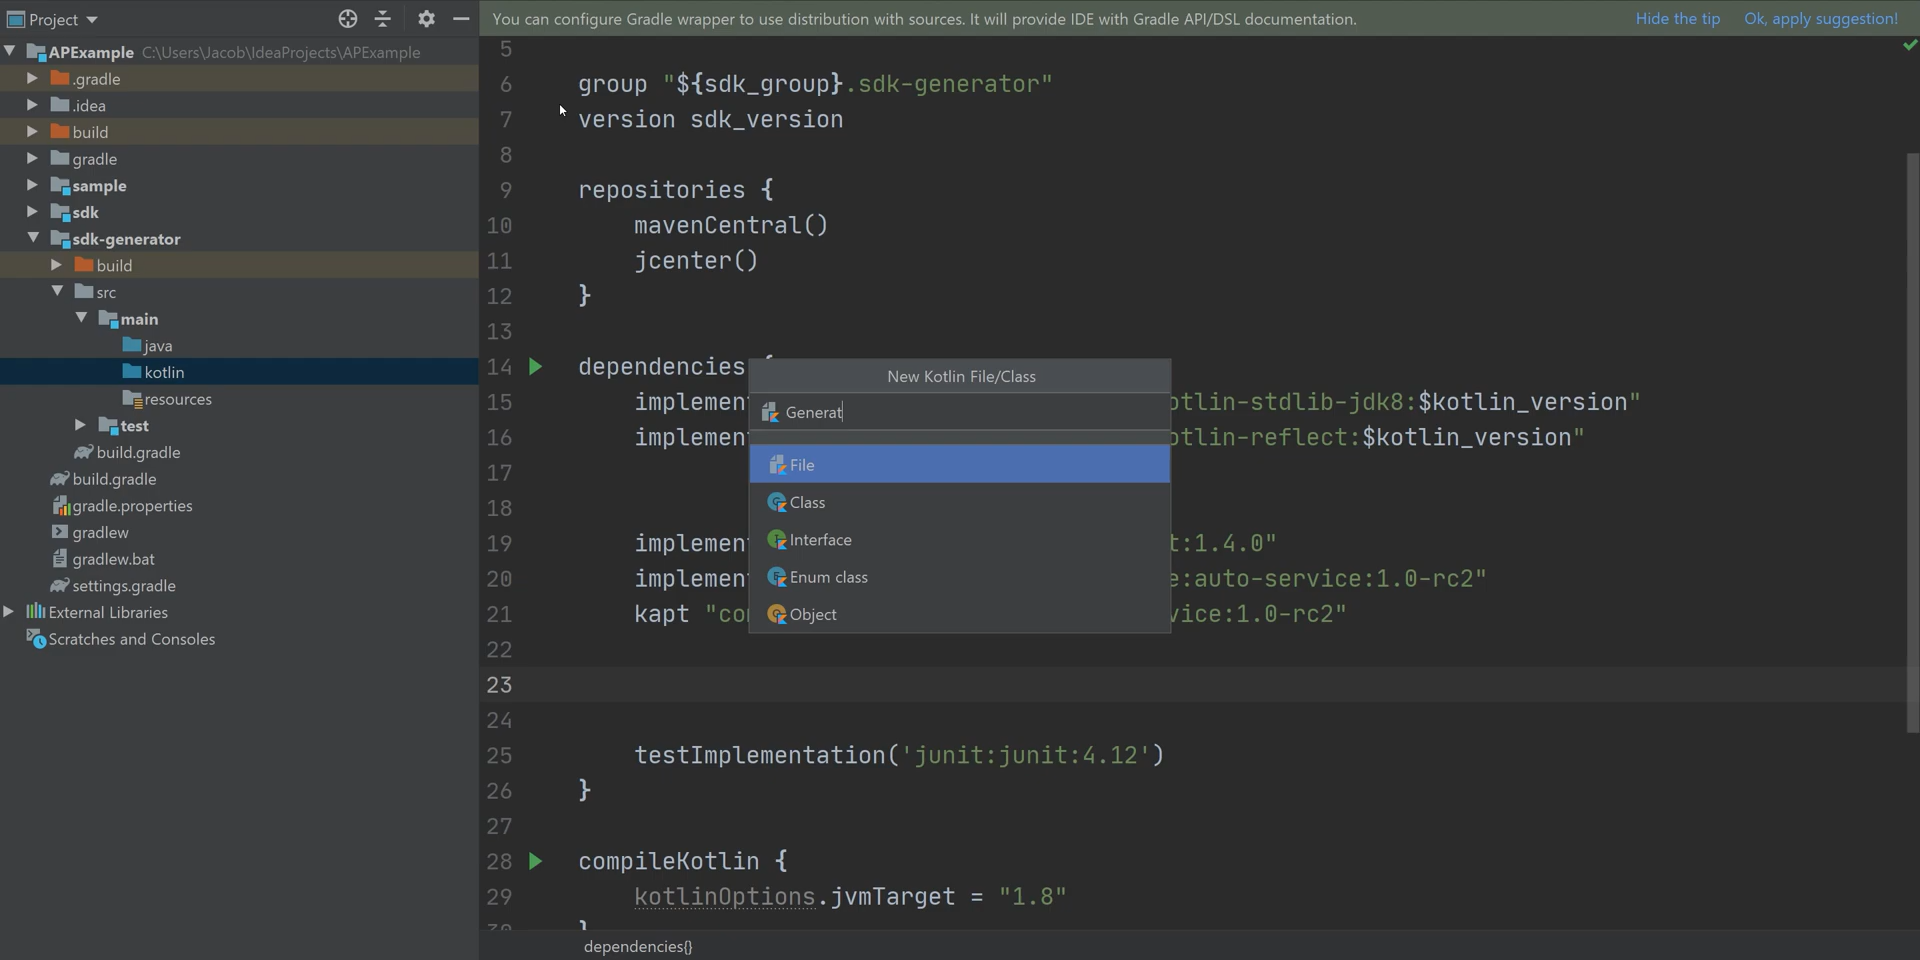 Project
You can configure Gradle wrapper to use distribution with sources. It will provide IDE with Gradle API/DSL documentation.
Hide the tip
Ok, apply suggestion!
APExample C:\Users\Jacob\IdeaProjects\APExample
.gradle
.idea
build
gradle
sample
sdk
sdk-generator
build
src
main
java
kotlin
resources
test
build.gradle
build.gradle
gradle.properties
gradlew
gradlew.bat
settings.gradle
External Libraries
Scratches and Consoles
5
6 group "${sdk_group}.sdk-generator"
7 version sdk_version
8
9 repositories {
10 mavenCentral()
11 jcenter()
12 }
13
14 dependencies {
15 implement otlin-stdlib-jdk8:$kotlin_version"
16 implement otlin-reflect:$kotlin_version"
17
18
19 implement t:1.4.0"
20 implement e:auto-service:1.0-rc2"
21 kapt "co vice:1.0-rc2"
22
23
24
25 testImplementation('junit:junit:4.12')
26 }
27
28 compileKotlin {
29 kotlinOptions.jvmTarget = "1.8"
New Kotlin File/Class
Generat
File
Class
Interface
Enum class
Object
dependencies{}